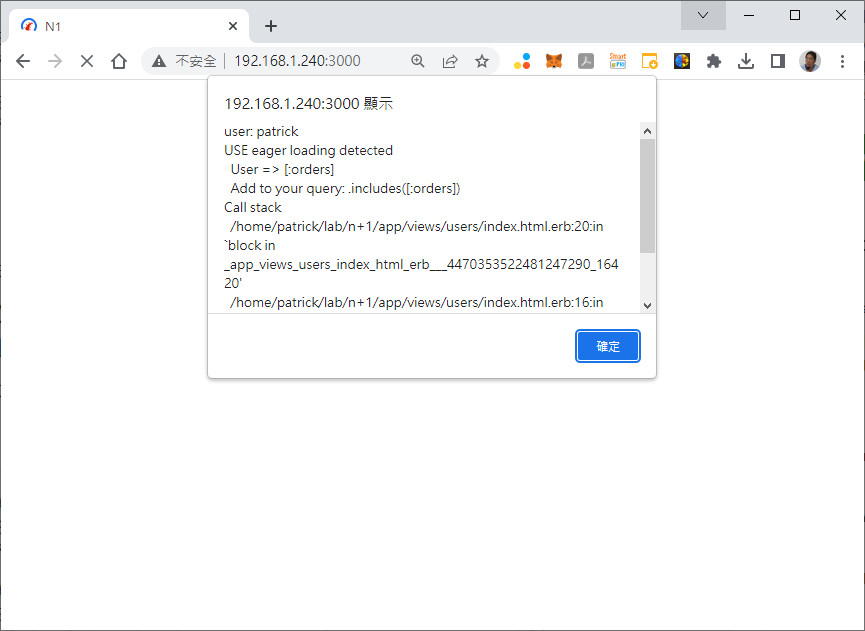 N1
不安全
192.168.1.240:3000
192.168.1.240:3000 顯示
user: patrick
USE eager loading detected
User => [:orders]
Add to your query: .includes([:orders])
Call stack
/home/patrick/lab/n+1/app/views/users/index.html.erb:20:in
`block in
_app_views_users_index_html_erb___4470353522481247290_164
20'
/home/patrick/lab/n+1/app/views/users/index.html.erb:16:in
確定